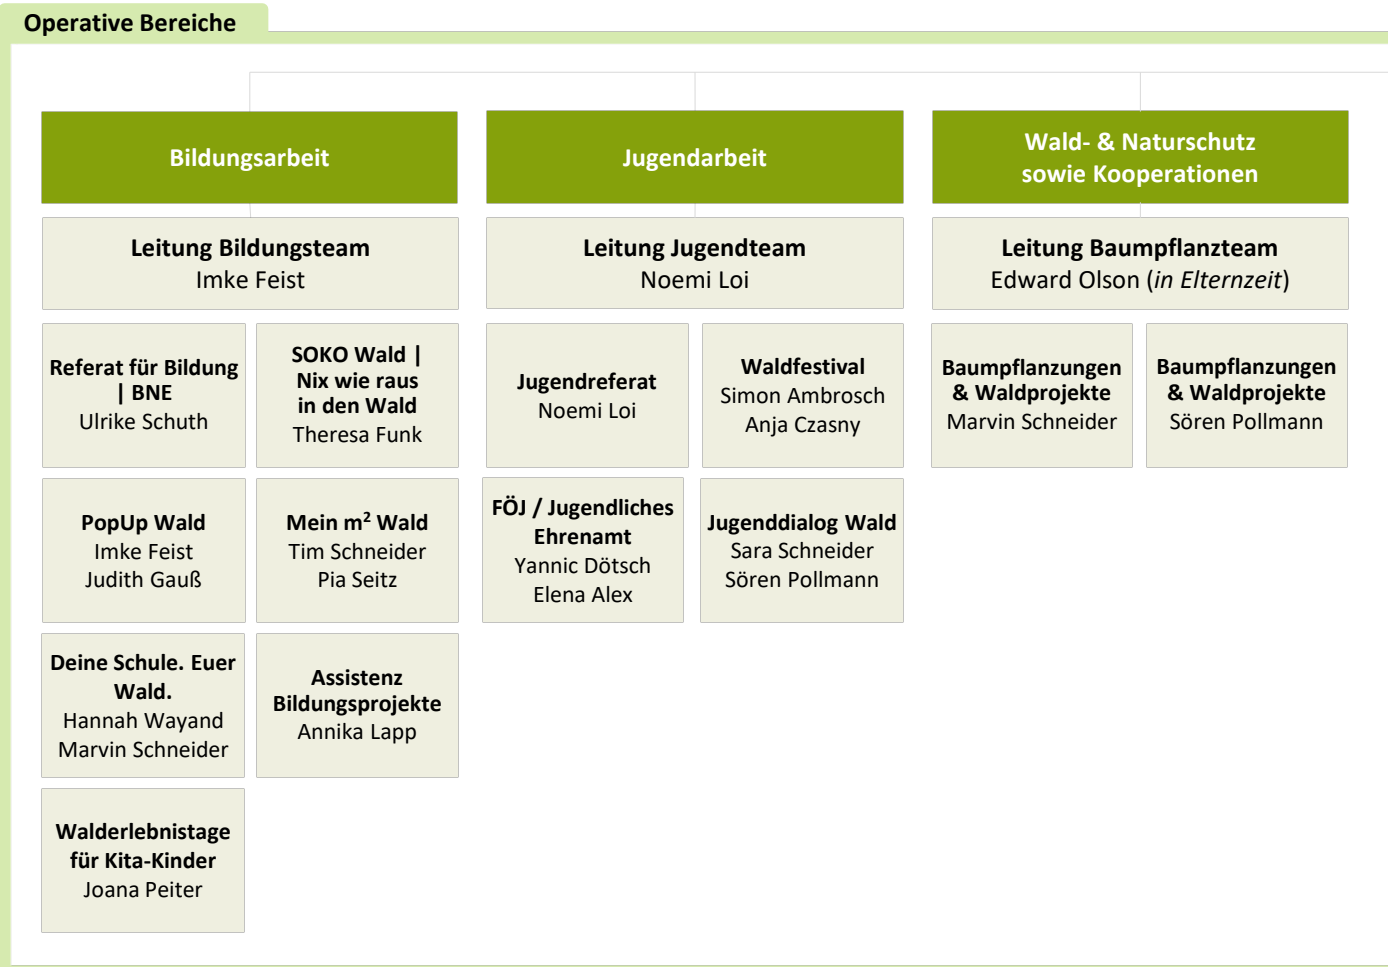 Operative Bereiche
Bildungsarbeit
Leitung Bildungsteam
Imke Feist
Referat für Bildung
| BNE
Ulrike Schuth
SOKO Wald |
Nix wie raus
in den Wald
Theresa Funk
PopUp Wald
Imke Feist
Judith Gauß
Mein m² Wald
Tim Schneider
Pia Seitz
Deine Schule. Euer
Wald.
Hannah Wayand
Marvin Schneider
Assistenz
Bildungsprojekte
Annika Lapp
Walderlebnistage
für Kita-Kinder
Joana Peiter
Jugendarbeit
Leitung Jugendteam
Noemi Loi
Jugendreferat
Noemi Loi
Waldfestival
Simon Ambrosch
Anja Czasny
FÖJ / Jugendliches
Ehrenamt
Yannic Dötsch
Elena Alex
Jugenddialog Wald
Sara Schneider
Sören Pollmann
Wald- & Naturschutz
sowie Kooperationen
Leitung Baumpflanzteam
Edward Olson (in Elternzeit)
Baumpflanzungen
& Waldprojekte
Marvin Schneider
Baumpflanzungen
& Waldprojekte
Sören Pollmann